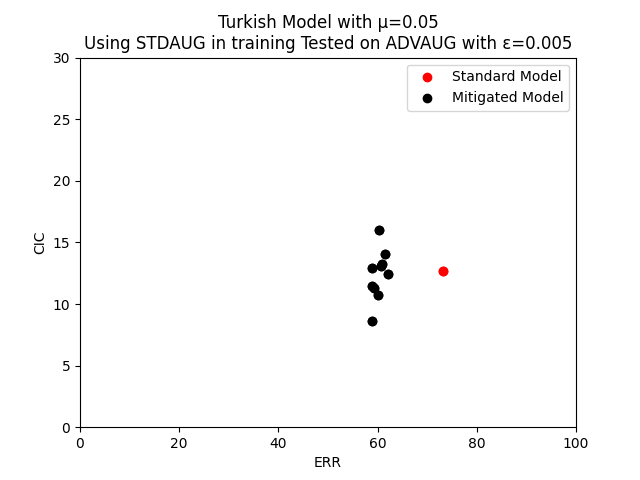 Turkish Model with μ=0.05
Using STDAUG in training Tested on ADVAUG with ε=0.005
Standard Model
Mitigated Model
30
25
20
15
10
5
0
CIC
0 20 40 60 80 100
ERR